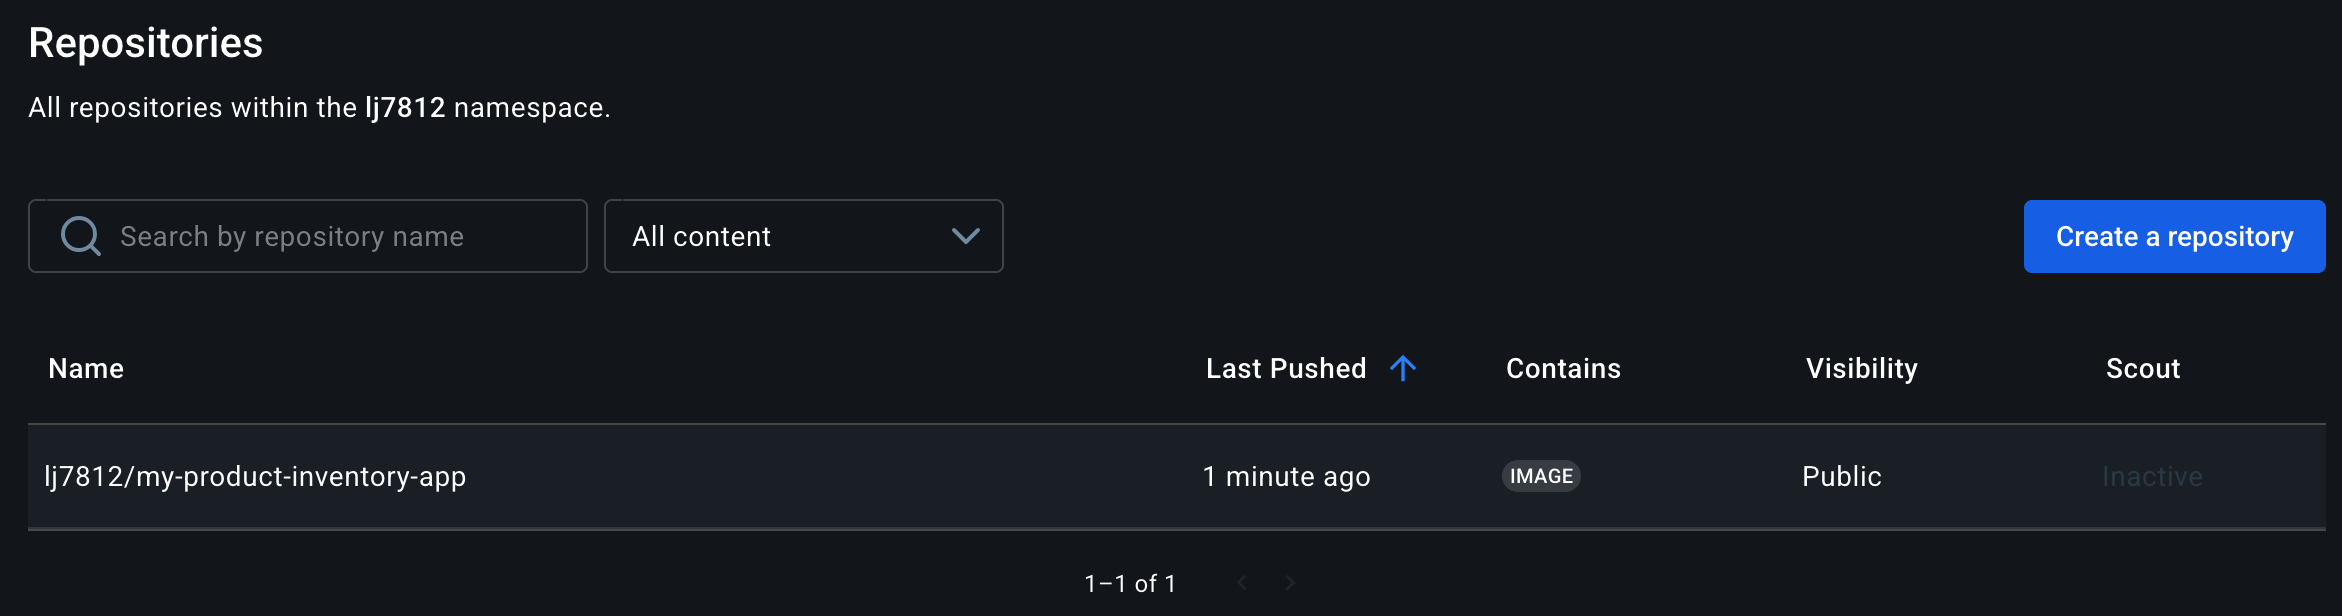 Repositories
All repositories within the lj7812 namespace.
Search by repository name
All content
Create a repository
Name Last Pushed Contains Visibility Scout
lj7812/my-product-inventory-app 1 minute ago IMAGE Public Inactive
1–1 of 1